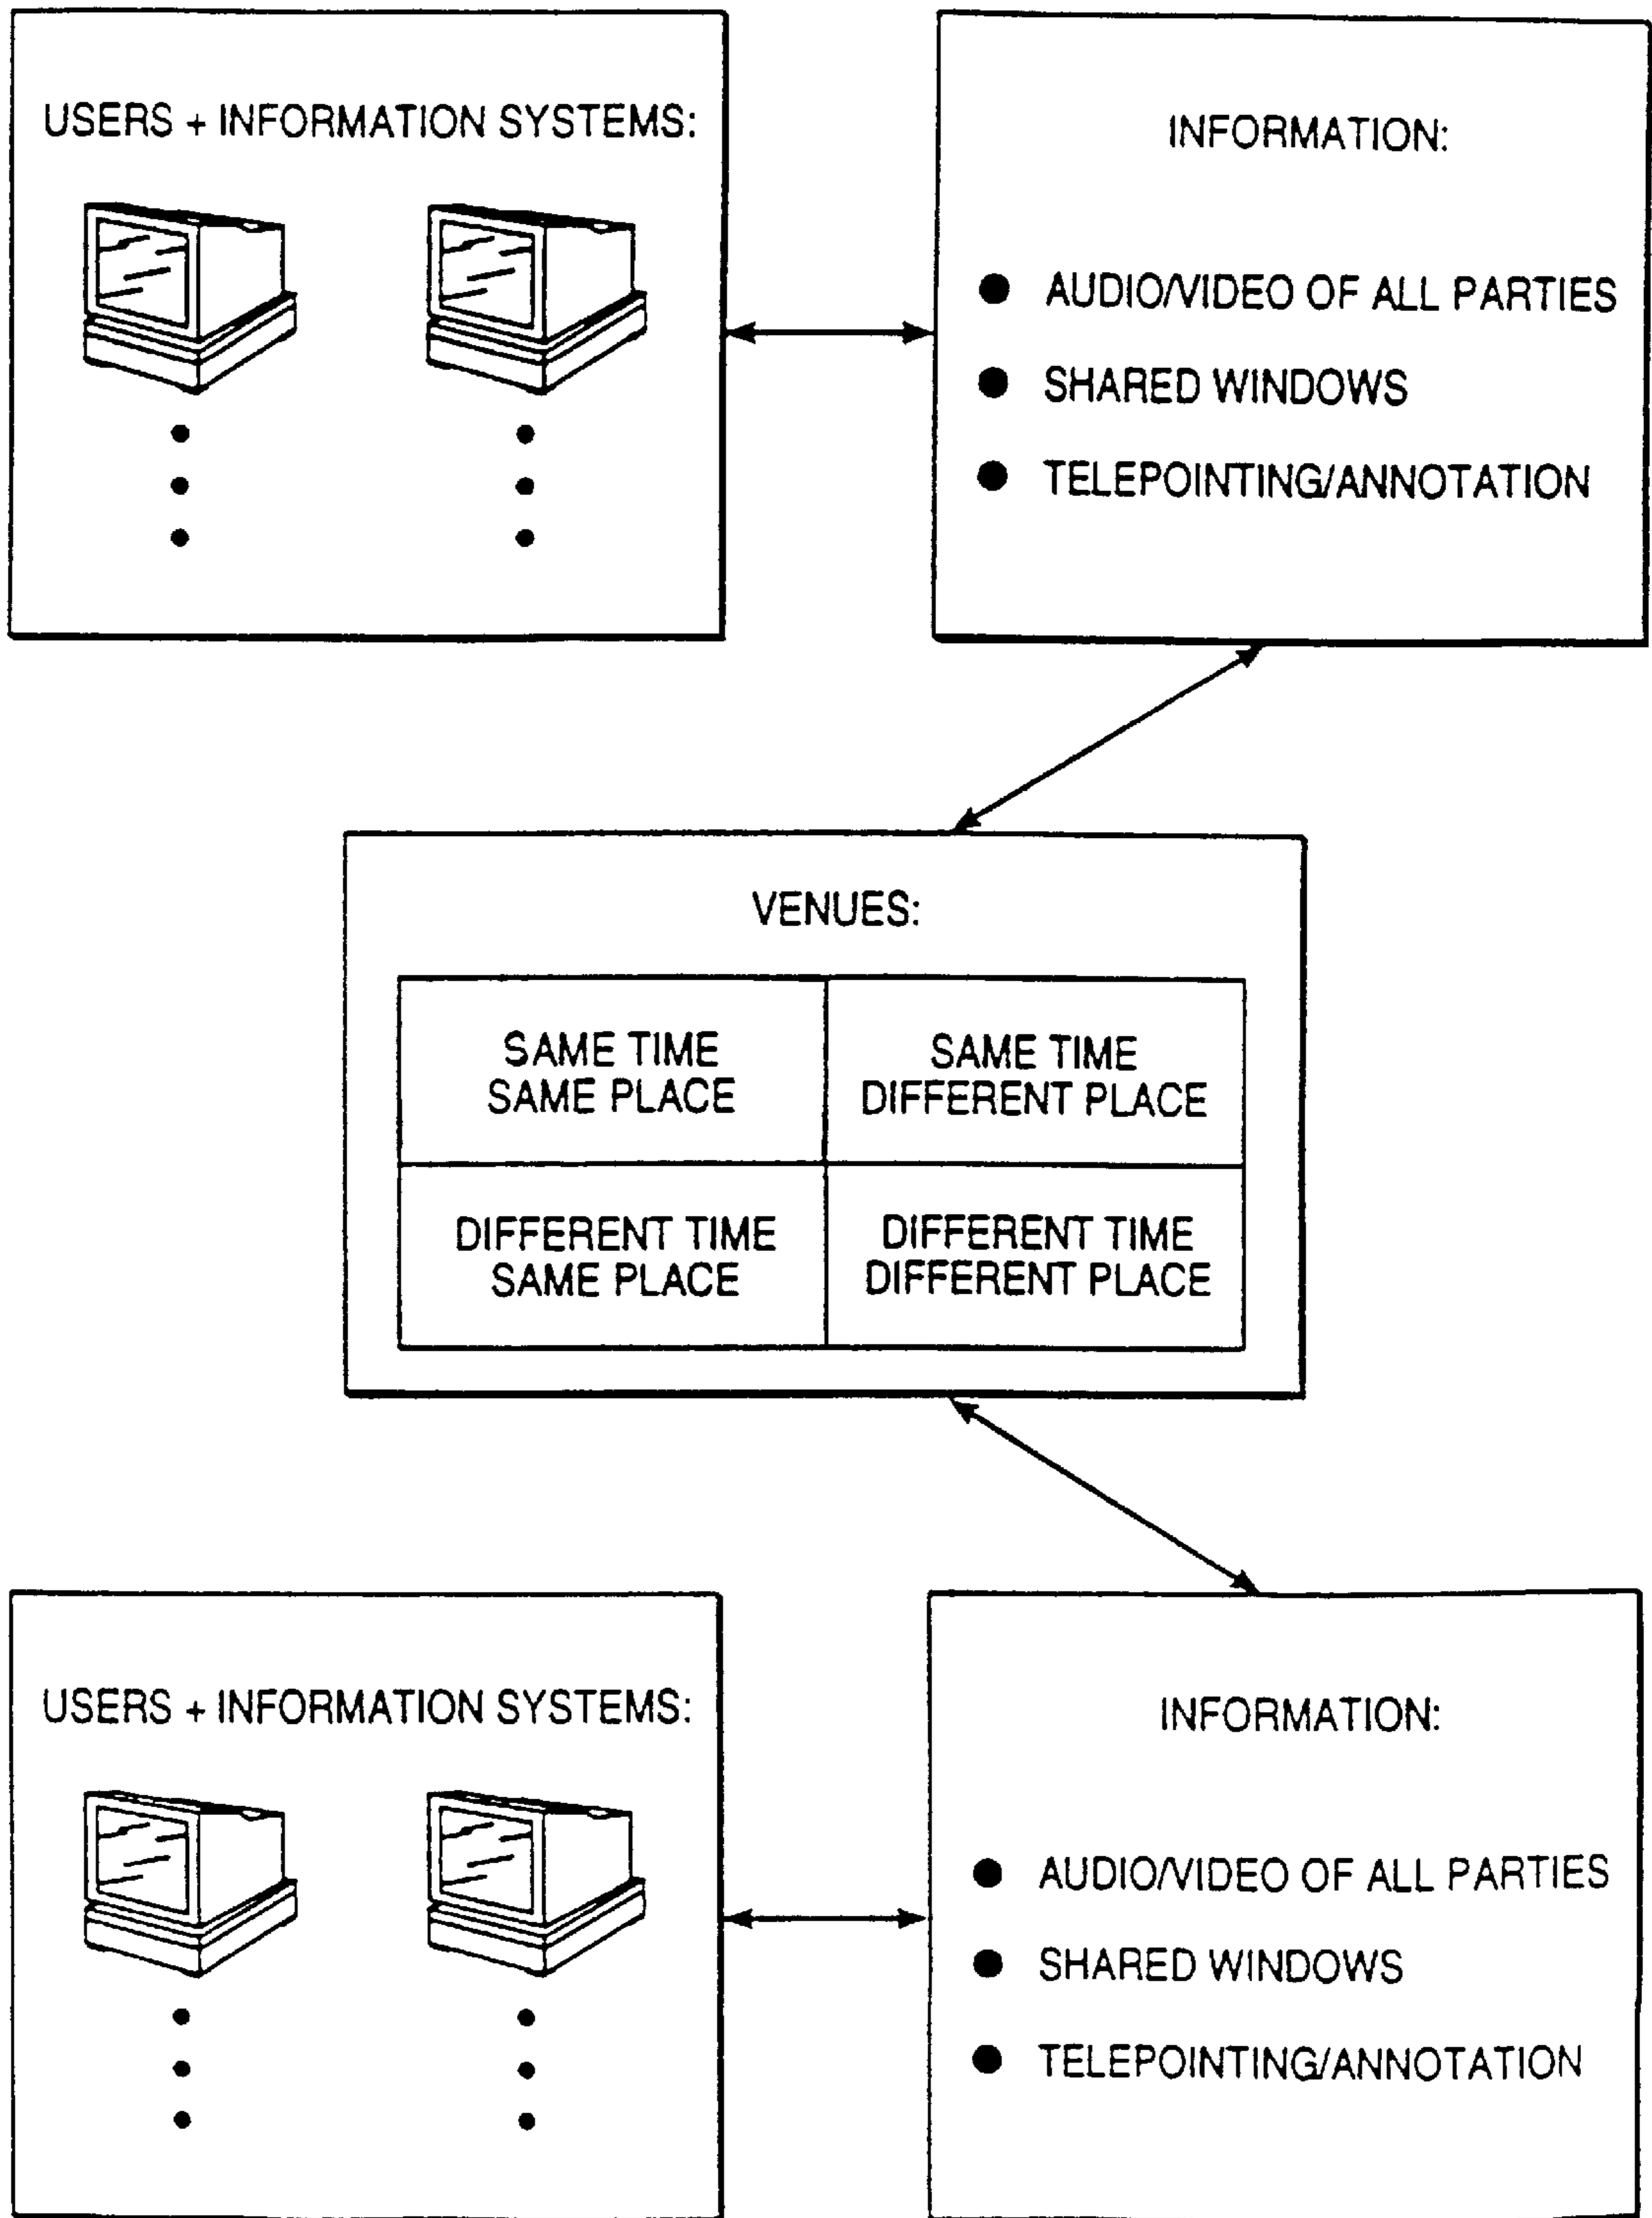 USERS + INFORMATION SYSTEMS:
INFORMATION:
● AUDIO/VIDEO OF ALL PARTIES
● SHARED WINDOWS
● TELEPOINTING/ANNOTATION
VENUES:
SAME TIME
SAME PLACE
SAME TIME
DIFFERENT PLACE
DIFFERENT TIME
SAME PLACE
DIFFERENT TIME
DIFFERENT PLACE
USERS + INFORMATION SYSTEMS:
INFORMATION:
● AUDIO/VIDEO OF ALL PARTIES
● SHARED WINDOWS
● TELEPOINTING/ANNOTATION